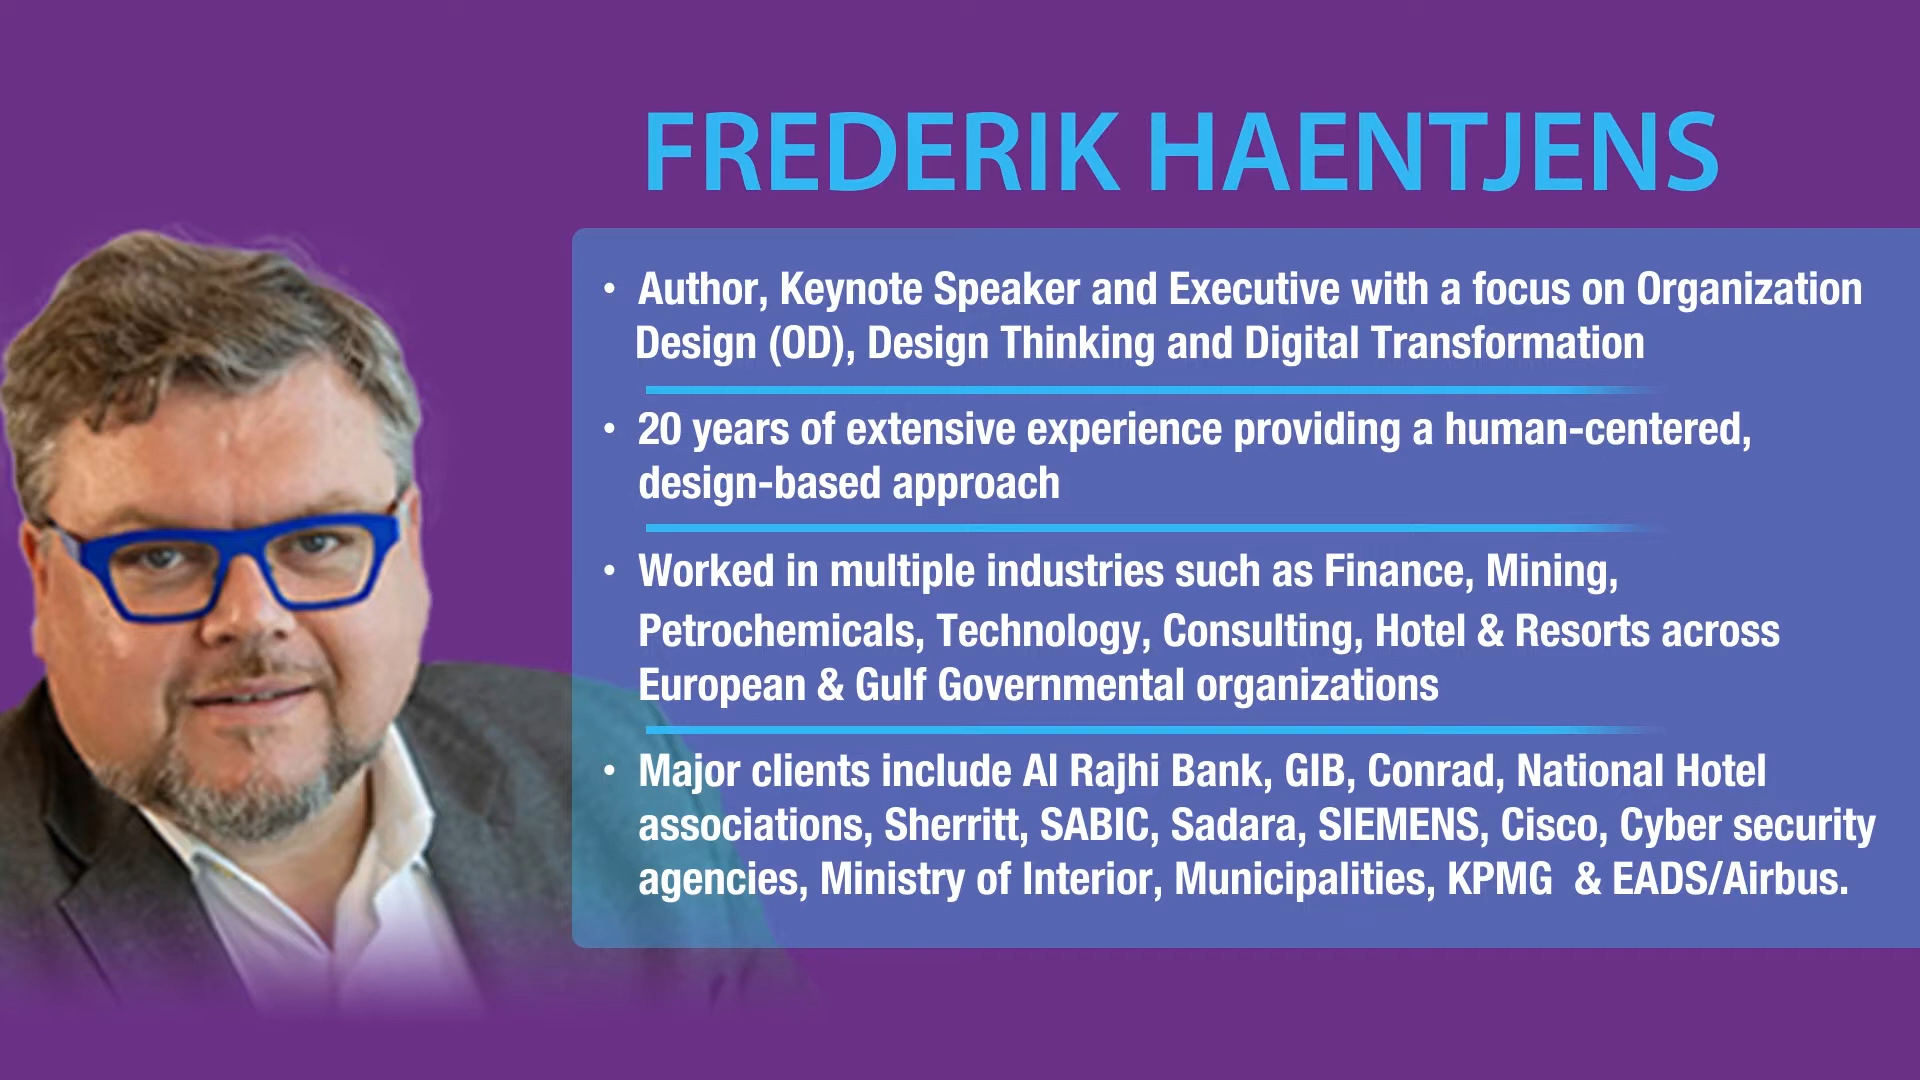 FREDERIK HAENTJENS
• Author, Keynote Speaker and Executive with a focus on Organization
Design (OD), Design Thinking and Digital Transformation
• 20 years of extensive experience providing a human-centered,
design-based approach
• Worked in multiple industries such as Finance, Mining,
Petrochemicals, Technology, Consulting, Hotel & Resorts across
European & Gulf Governmental organizations
• Major clients include Al Rajhi Bank, GIB, Conrad, National Hotel
associations, Sherritt, SABIC, Sadara, SIEMENS, Cisco, Cyber security
agencies, Ministry of Interior, Municipalities, KPMG  & EADS/Airbus.